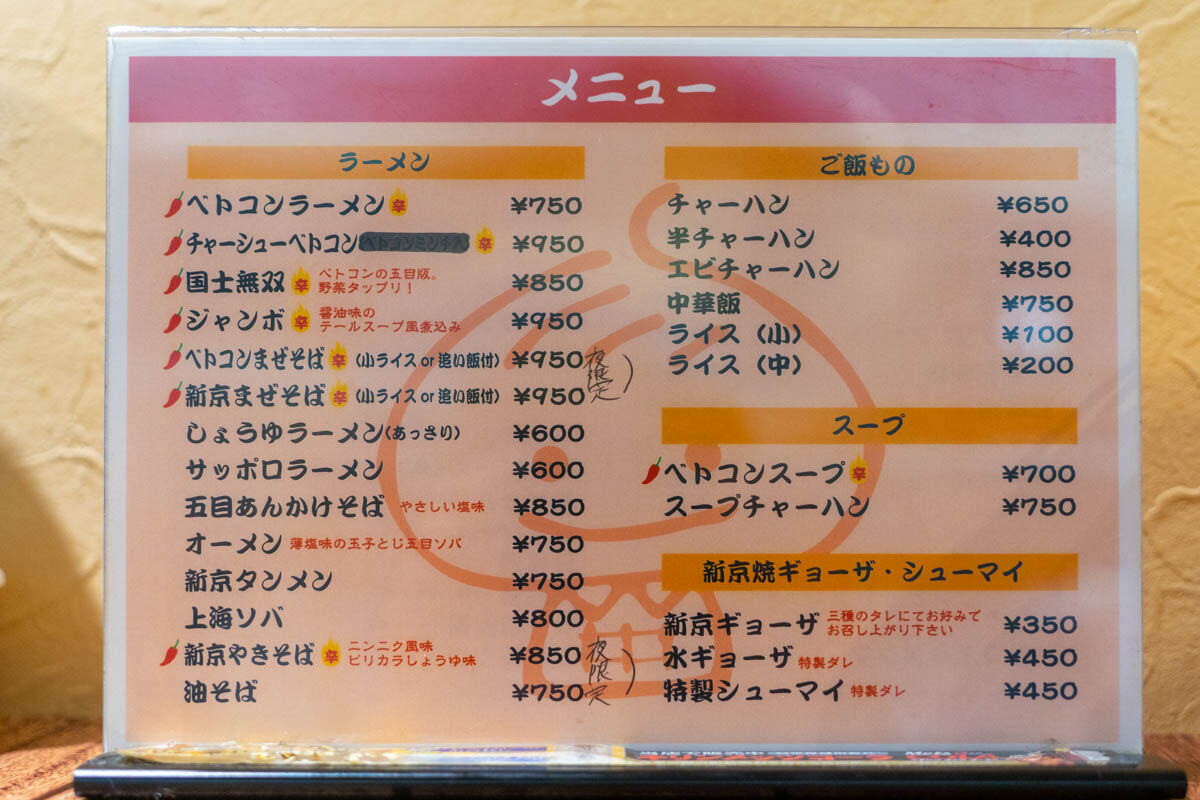 メニュー
ラーメン
ベトコンラーメン 辛 ¥750
チャーシューベトコン ベトコンミンチ入 辛 ¥950
国士無双 辛 ベトコンの五目版。
野菜タップリ！ ¥850
ジャンボ 辛 醤油味の
テールスープ風煮込み ¥950
ベトコンまぜそば 辛 (小ライス or 追い飯付) ¥950
新京まぜそば 辛 (小ライス or 追い飯付) ¥950
夜限定
しょうゆラーメン(あっさり) ¥600
サッポロラーメン ¥600
五目あんかけそば やさしい塩味 ¥850
オーメン 薄塩味の玉子とじ五目ソバ ¥750
新京タンメン ¥750
上海ソバ ¥800
新京やきそば 辛 ニンニク風味
ピリカラしょうゆ味 ¥850
油そば ¥750
夜限定
ご飯もの
チャーハン ¥650
半チャーハン ¥400
エビチャーハン ¥850
中華飯 ¥750
ライス（小） ¥100
ライス（中） ¥200
スープ
ベトコンスープ 辛 ¥700
スープチャーハン ¥750
新京焼ギョーザ・シューマイ
新京ギョーザ 三種のタレにてお好みで
お召し上がり下さい ¥350
水ギョーザ 特製ダレ ¥450
特製シューマイ 特製ダレ ¥450